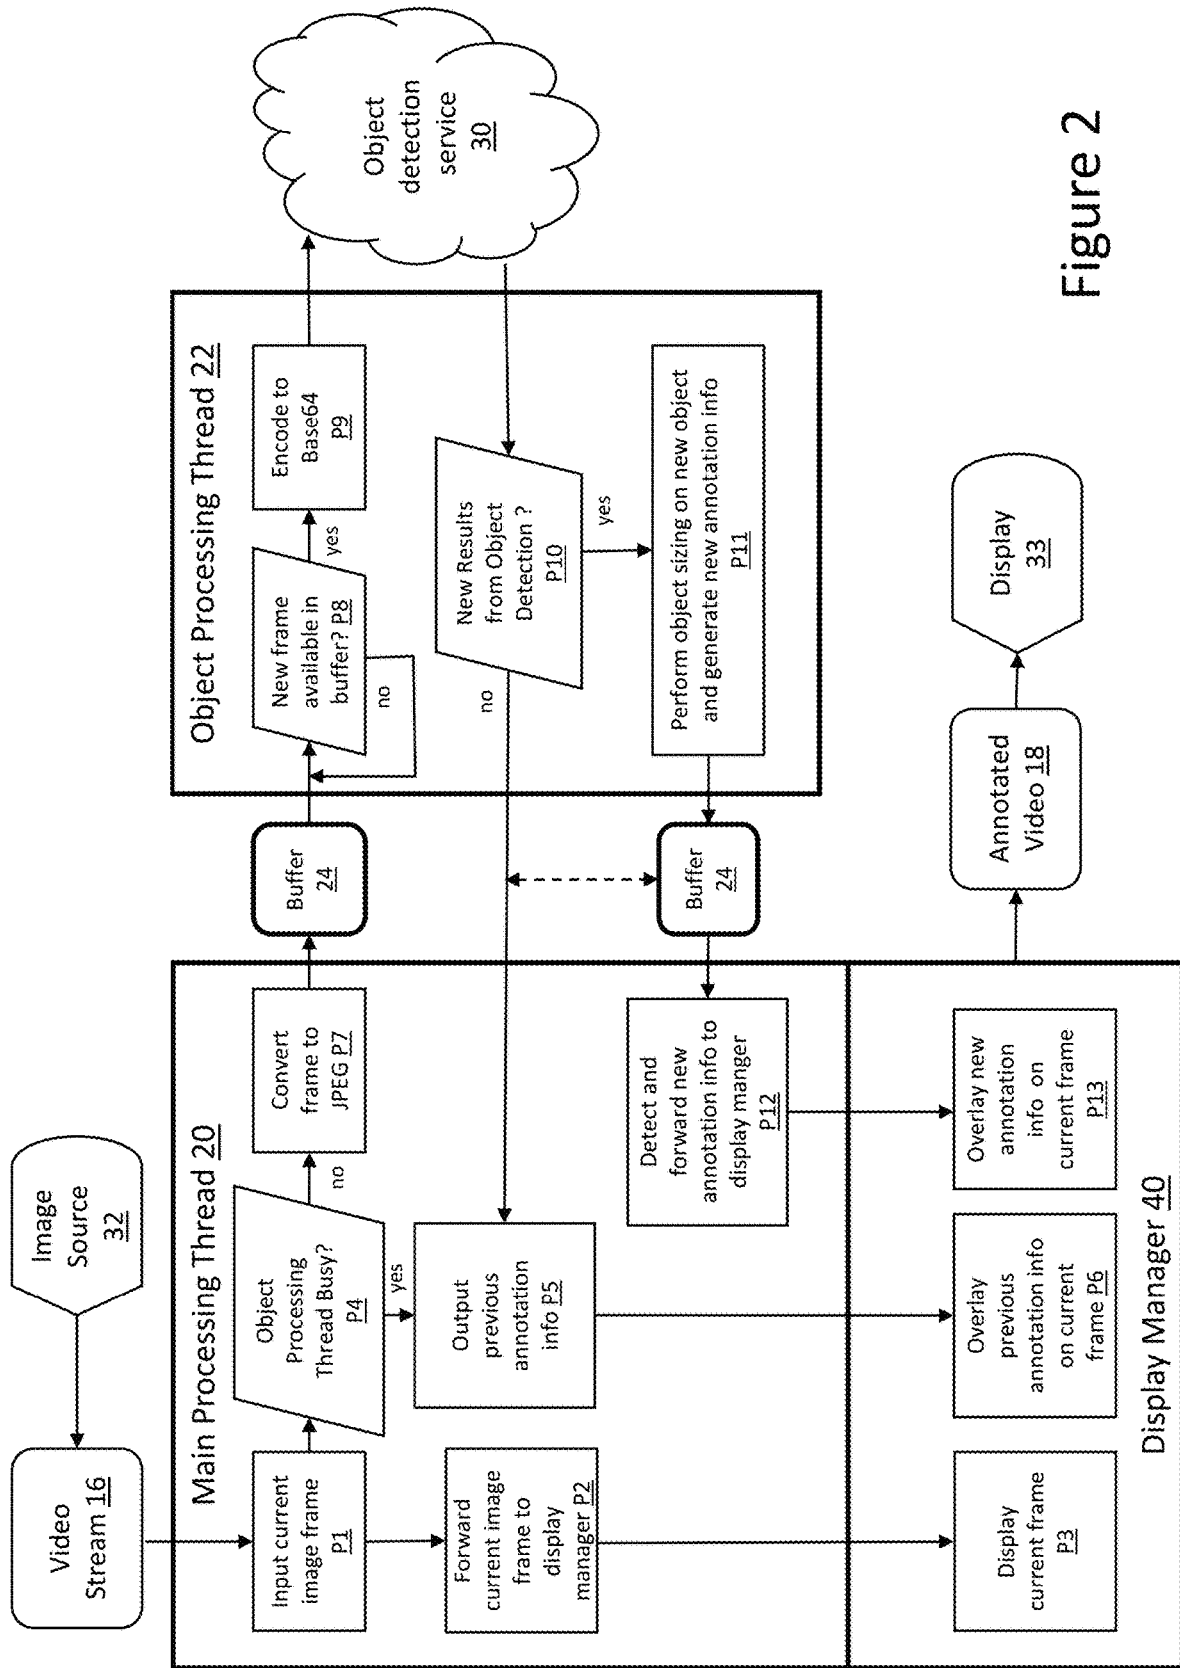 Image
Source
32
Video
Stream 16
Main Processing Thread 20
Input current
image frame
P1
Object
Processing
Thread Busy?
P4
no
yes
Convert
frame to
JPEG P7
Forward
current image
frame to
display
manager P2
Output
previous
annotation
info P5
Detect and
forward new
annotation info to
display manger
P12
Buffer
24
Buffer
24
Object Processing Thread 22
New frame
available in
buffer? P8
no
yes
Encode to
Base64
P9
New Results
from Object
Detection ?
P10
no
yes
Perform object sizing on new object
and generate new annotation info
P11
Object
detection
service
30
Display
current frame
P3
Overlay
previous
annotation info
on current
frame P6
Overlay new
annotation
info on
current frame
P13
Display Manager 40
Annotated
Video 18
Display
33
Figure 2